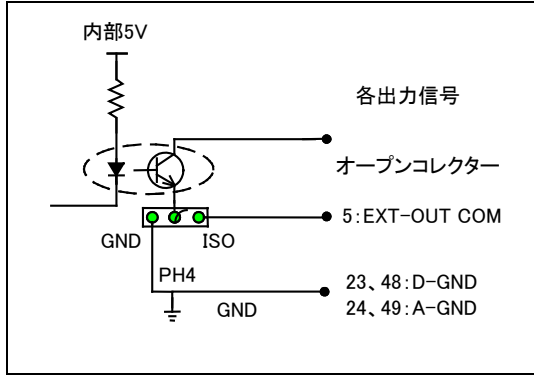 内部5V
各出力信号
オープンコレクター
5:EXT-OUT COM
GND
ISO
PH4
23、48:D-GND
GND
24、49:A-GND